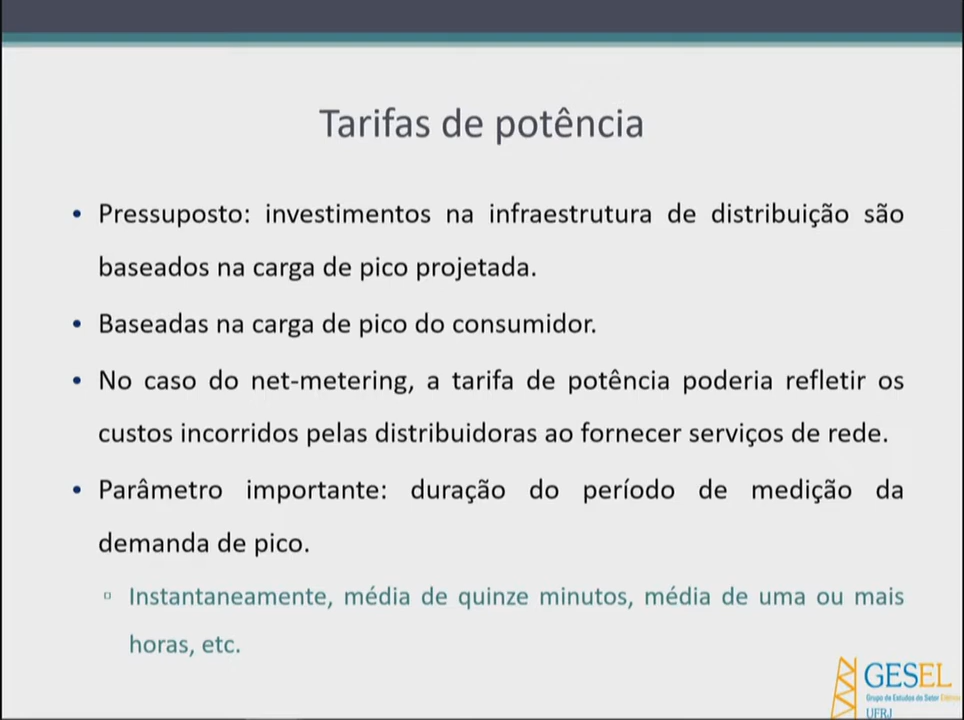 Tarifas de potência
• Pressuposto: investimentos na infraestrutura de distribuição são
baseados na carga de pico projetada.
• Baseadas na carga de pico do consumidor.
• No caso do net-metering, a tarifa de potência poderia refletir os
custos incorridos pelas distribuidoras ao fornecer serviços de rede.
• Parâmetro importante: duração do período de medição da
demanda de pico.
▫ Instantaneamente, média de quinze minutos, média de uma ou mais
horas, etc.
GESEL
Grupo de Estudos do Setor Elétrico
UFRJ